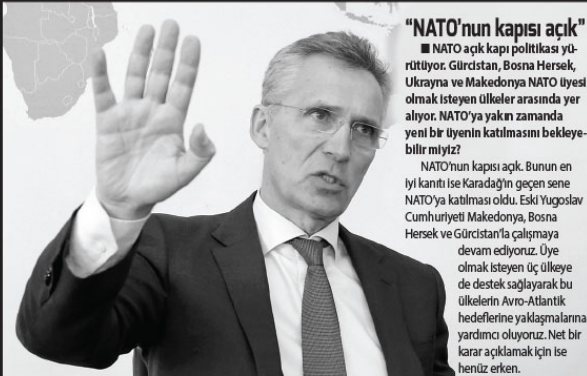 “NATO’nun kapısı açık”
■ NATO açık kapı politikası yü-
rütüyor. Gürcistan, Bosna Hersek,
Ukrayna ve Makedonya NATO üyesi
olmak isteyen ülkeler arasında yer
alıyor. NATO’ya yakın zamanda
yeni bir üyenin katılmasını bekleye-
bilir miyiz?
NATO’nun kapısı açık. Bunun en
iyi kanıtı ise Karadağ’ın geçen sene
NATO’ya katılması oldu. Eski Yugoslav
Cumhuriyeti Makedonya, Bosna
Hersek ve Gürcistan’la çalışmaya
devam ediyoruz. Üye
olmak isteyen üç ülkeye
de destek sağlayarak bu
ülkelerin Avro-Atlantik
hedeflerine yaklaşmalarına
yardımcı oluyoruz. Net bir
karar açıklamak için ise
henüz erken.